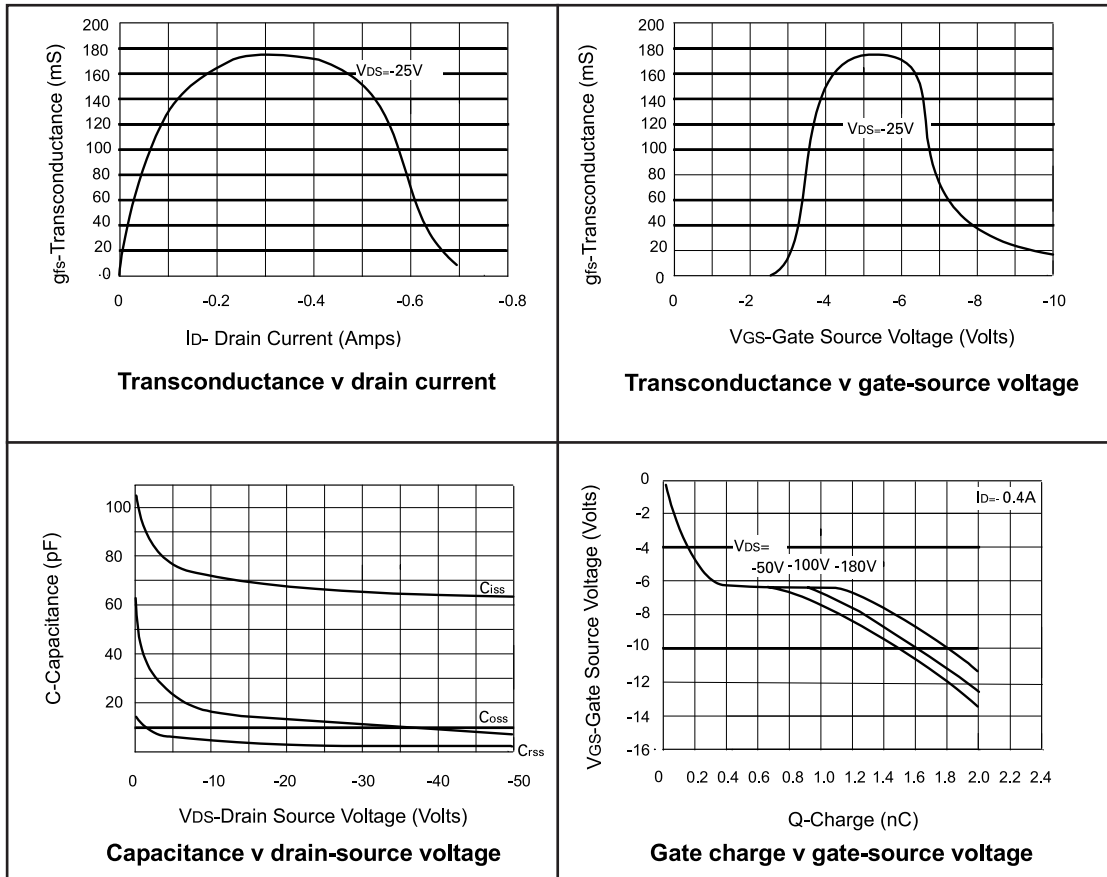 gfs-Transconductance (mS)
200
180
160
140
120
100
80
60
40
20
.0
VDS=-25V
0 -0.2 -0.4 -0.6 -0.8
ID- Drain Current (Amps)
Transconductance v drain current
gfs-Transconductance (mS)
200
180
160
140
120
100
80
60
40
20
0
VDS=-25V
0 -2 -4 -6 -8 -10
VGS-Gate Source Voltage (Volts)
Transconductance v gate-source voltage
C-Capacitance (pF)
100
80
60
40
20
Ciss
Coss
Crss
0 -10 -20 -30 -40 -50
VDS-Drain Source Voltage (Volts)
Capacitance v drain-source voltage
VGS-Gate Source Voltage (Volts)
0
-2
-4
-6
-8
-10
-12
-14
-16
ID=-0.4A
VDS=
-50V -100V -180V
0 0.2 0.4 0.6 0.8 1.0 1.2 1.4 1.6 1.8 2.0 2.2 2.4
Q-Charge (nC)
Gate charge v gate-source voltage